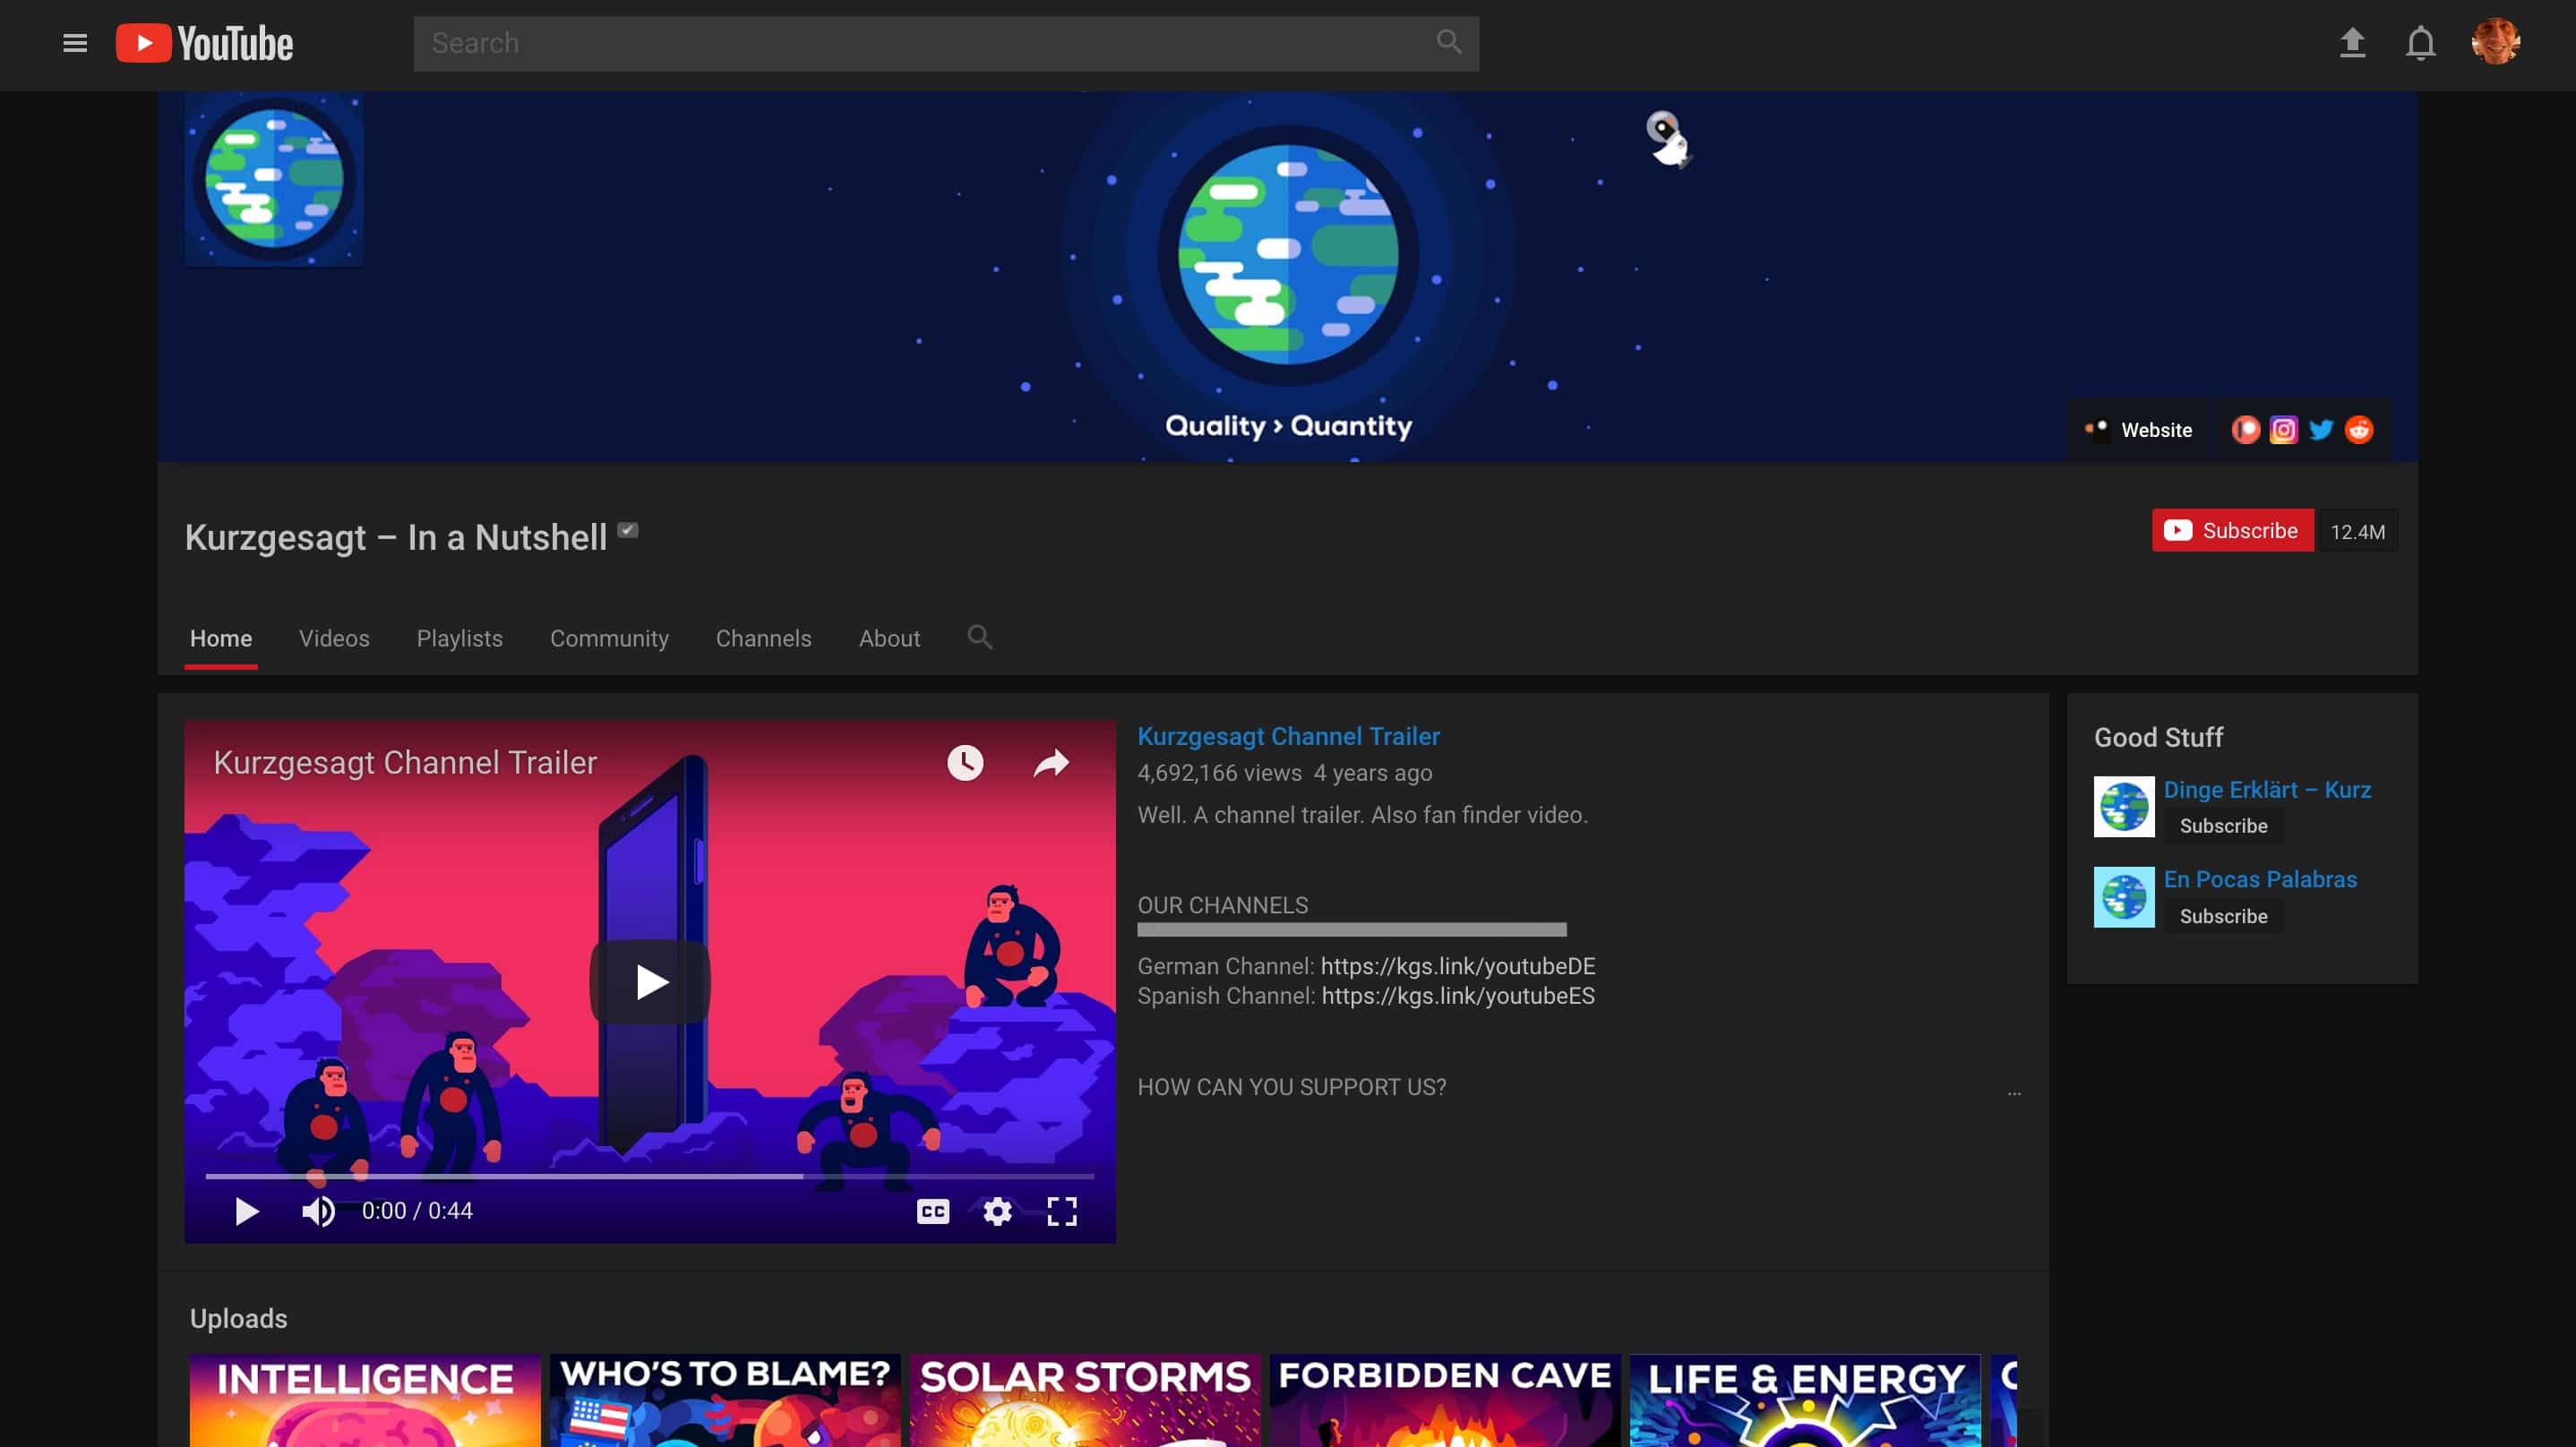 YouTube
Search
Quality > Quantity
Website
Kurzgesagt – In a Nutshell
Subscribe 12.4M
Home Videos Playlists Community Channels About
Kurzgesagt Channel Trailer
0:00 / 0:44
CC
Kurzgesagt Channel Trailer
4,692,166 views 4 years ago
Well. A channel trailer. Also fan finder video.
OUR CHANNELS
German Channel: https://kgs.link/youtubeDE
Spanish Channel: https://kgs.link/youtubeES
HOW CAN YOU SUPPORT US?
...
Good Stuff
Dinge Erklärt – Kurz
Subscribe
En Pocas Palabras
Subscribe
Uploads
INTELLIGENCE
WHO'S TO BLAME?
SOLAR STORMS
FORBIDDEN CAVE
LIFE & ENERGY